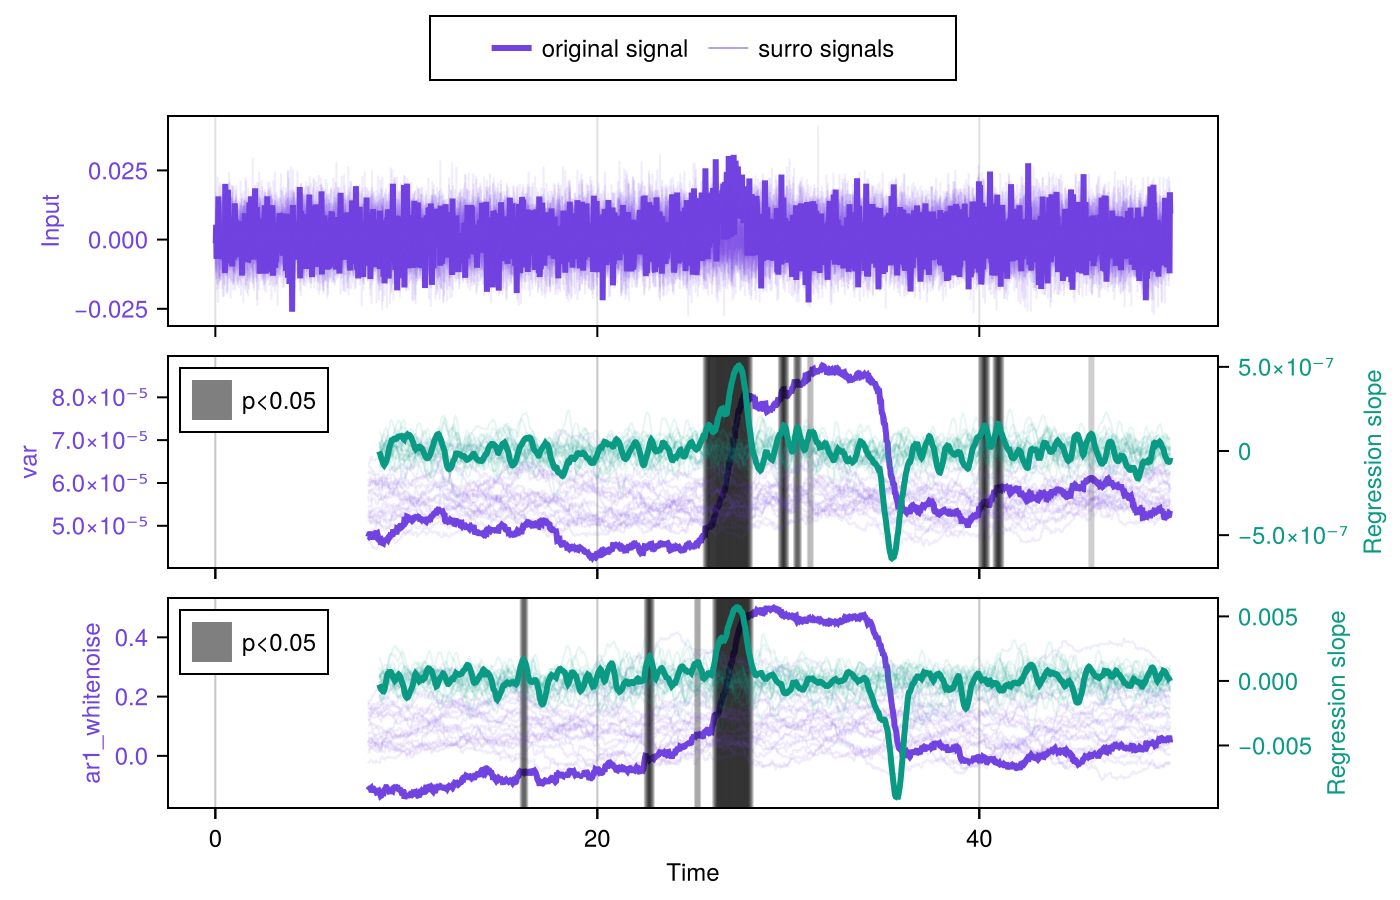 original signal surro signals
Input
0.025
0.000
−0.025
var
8.0×10⁻⁵
7.0×10⁻⁵
6.0×10⁻⁵
5.0×10⁻⁵
p<0.05
5.0×10⁻⁷
0
−5.0×10⁻⁷
Regression slope
ar1_whitenoise
0.4
0.2
0.0
p<0.05
0.005
0.000
−0.005
Regression slope
0 20 40
Time